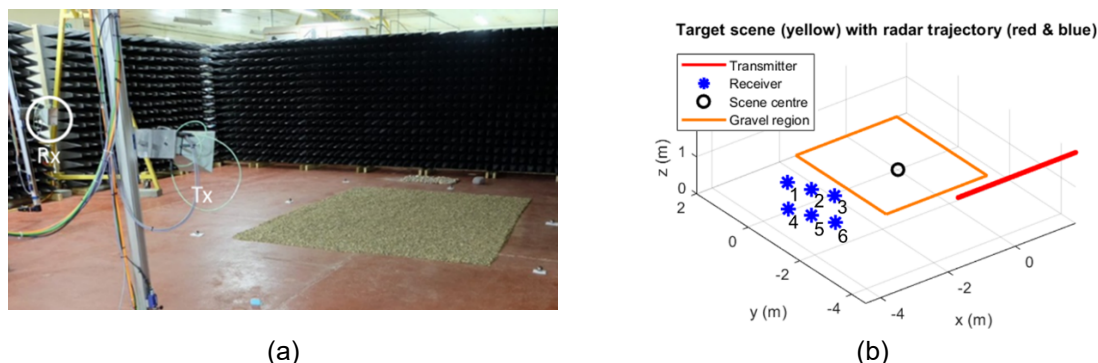 Rx
Tx
(a)
Target scene (yellow) with radar trajectory (red & blue)
Transmitter
Receiver
Scene centre
Gravel region
z (m)
1
0
2
0
-2
-4
y (m)
-4
-2
0
x (m)
1
2
3
4
5
6
(b)